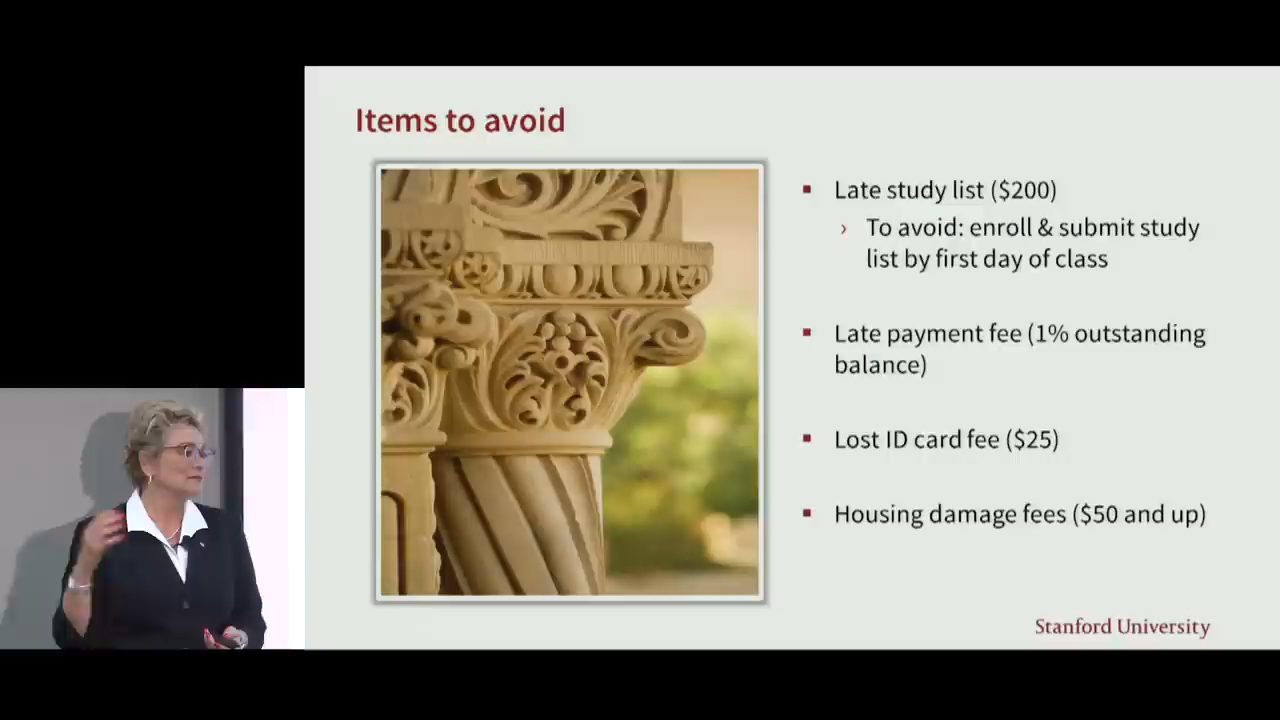 Items to avoid
▪ Late study list ($200)
› To avoid: enroll & submit study
list by first day of class
▪ Late payment fee (1% outstanding
balance)
▪ Lost ID card fee ($25)
▪ Housing damage fees ($50 and up)
Stanford University